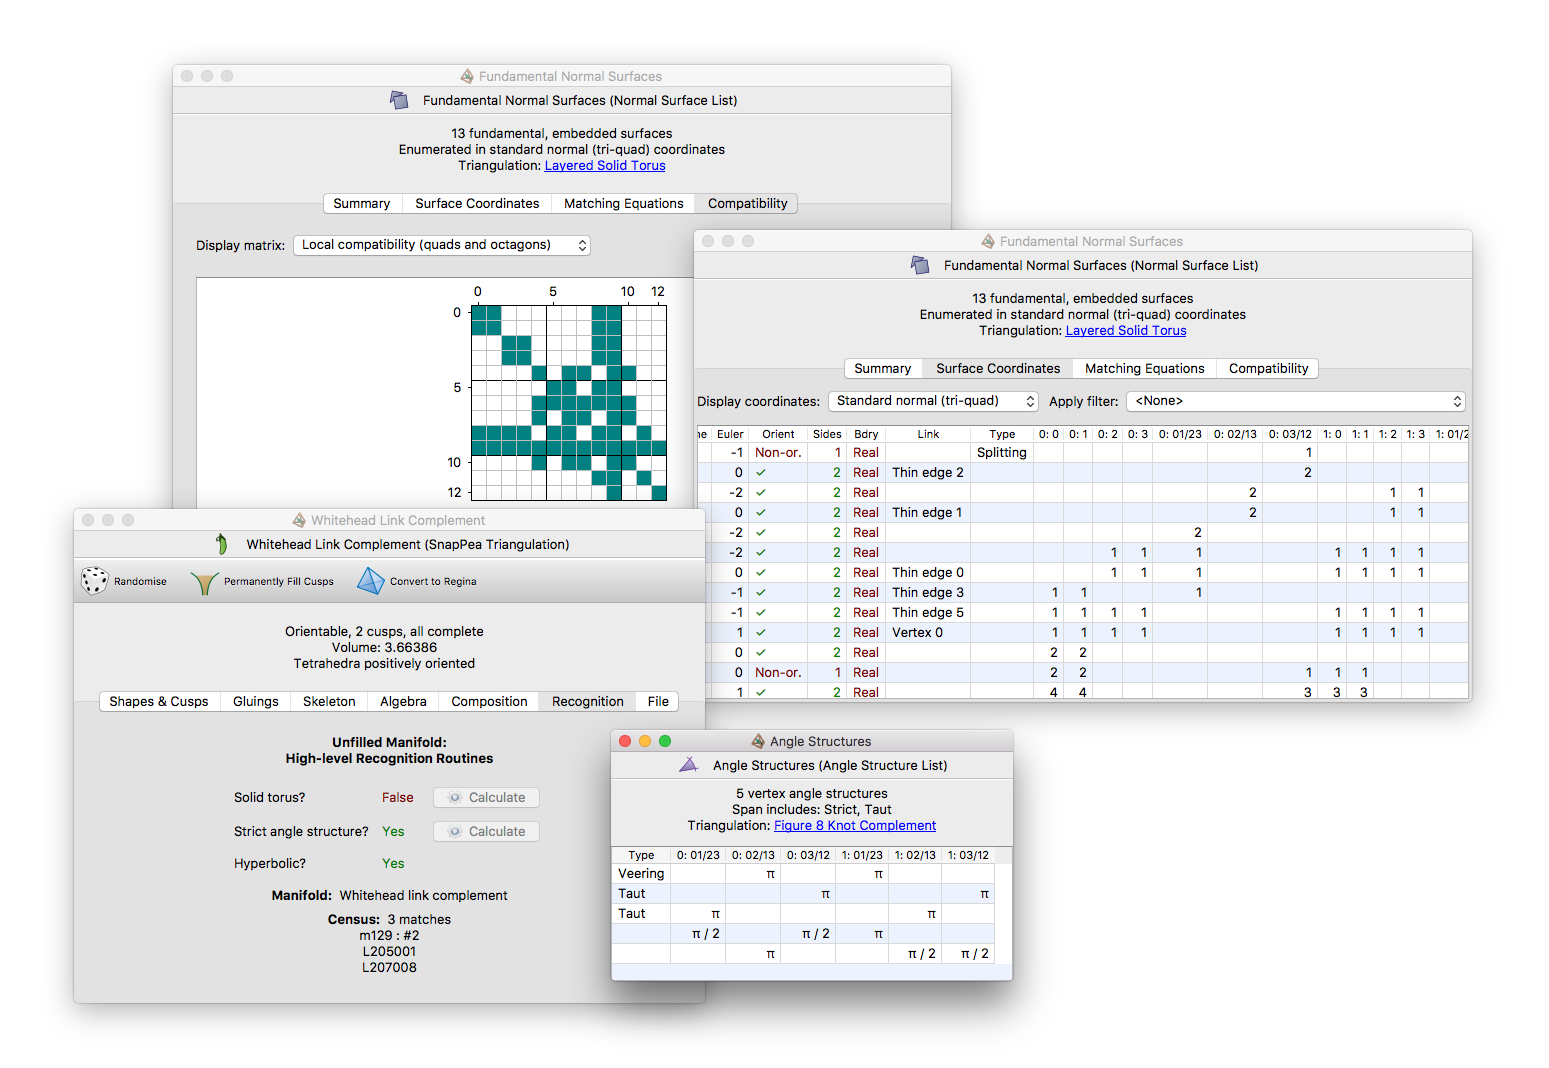 Fundamental Normal Surfaces
Fundamental Normal Surfaces (Normal Surface List)
13 fundamental, embedded surfaces
Enumerated in standard normal (tri-quad) coordinates
Triangulation: Layered Solid Torus
Summary Surface Coordinates Matching Equations Compatibility
Display matrix: Local compatibility (quads and octagons)
0 5 10 12
0
5
10
12
Fundamental Normal Surfaces
Fundamental Normal Surfaces (Normal Surface List)
13 fundamental, embedded surfaces
Enumerated in standard normal (tri-quad) coordinates
Triangulation: Layered Solid Torus
Summary Surface Coordinates Matching Equations Compatibility
Display coordinates: Standard normal (tri-quad) Apply filter: <None>
Euler Orient Sides Bdry Link Type 0: 0 0: 1 0: 2 0: 3 0: 01/23 0: 02/13 0: 03/12 1: 0 1: 1 1: 2 1: 3 1: 01/2
-1 Non-or. 1 Real Splitting 1
0 ✓ 2 Real Thin edge 2 2
-2 ✓ 2 Real 2 1 1
0 ✓ 2 Real Thin edge 1 2 1 1
-2 ✓ 2 Real 2
-2 ✓ 2 Real 1 1 1 1 1 1 1
0 ✓ 2 Real Thin edge 0 1 1 1 1 1 1 1
-1 ✓ 2 Real Thin edge 3 1 1 1
-1 ✓ 2 Real Thin edge 5 1 1 1 1 1 1 1 1
1 ✓ 2 Real Vertex 0 1 1 1 1 1 1 1 1
0 ✓ 2 Real 2 2
0 Non-or. 1 Real 2 2 1 1 1
1 ✓ 2 Real 4 4 3 3 3
Whitehead Link Complement
Whitehead Link Complement (SnapPea Triangulation)
Randomise Permanently Fill Cusps Convert to Regina
Orientable, 2 cusps, all complete
Volume: 3.66386
Tetrahedra positively oriented
Shapes & Cusps Gluings Skeleton Algebra Composition Recognition File
Unfilled Manifold:
High-level Recognition Routines
Solid torus? False Calculate
Strict angle structure? Yes Calculate
Hyperbolic? Yes
Manifold: Whitehead link complement
Census: 3 matches
m129 : #2
L205001
L207008
Angle Structures
Angle Structures (Angle Structure List)
5 vertex angle structures
Span includes: Strict, Taut
Triangulation: Figure 8 Knot Complement
Type 0: 01/23 0: 02/13 0: 03/12 1: 01/23 1: 02/13 1: 03/12
Veering π π
Taut π π
Taut π π
π / 2 π / 2 π
π π / 2 π / 2